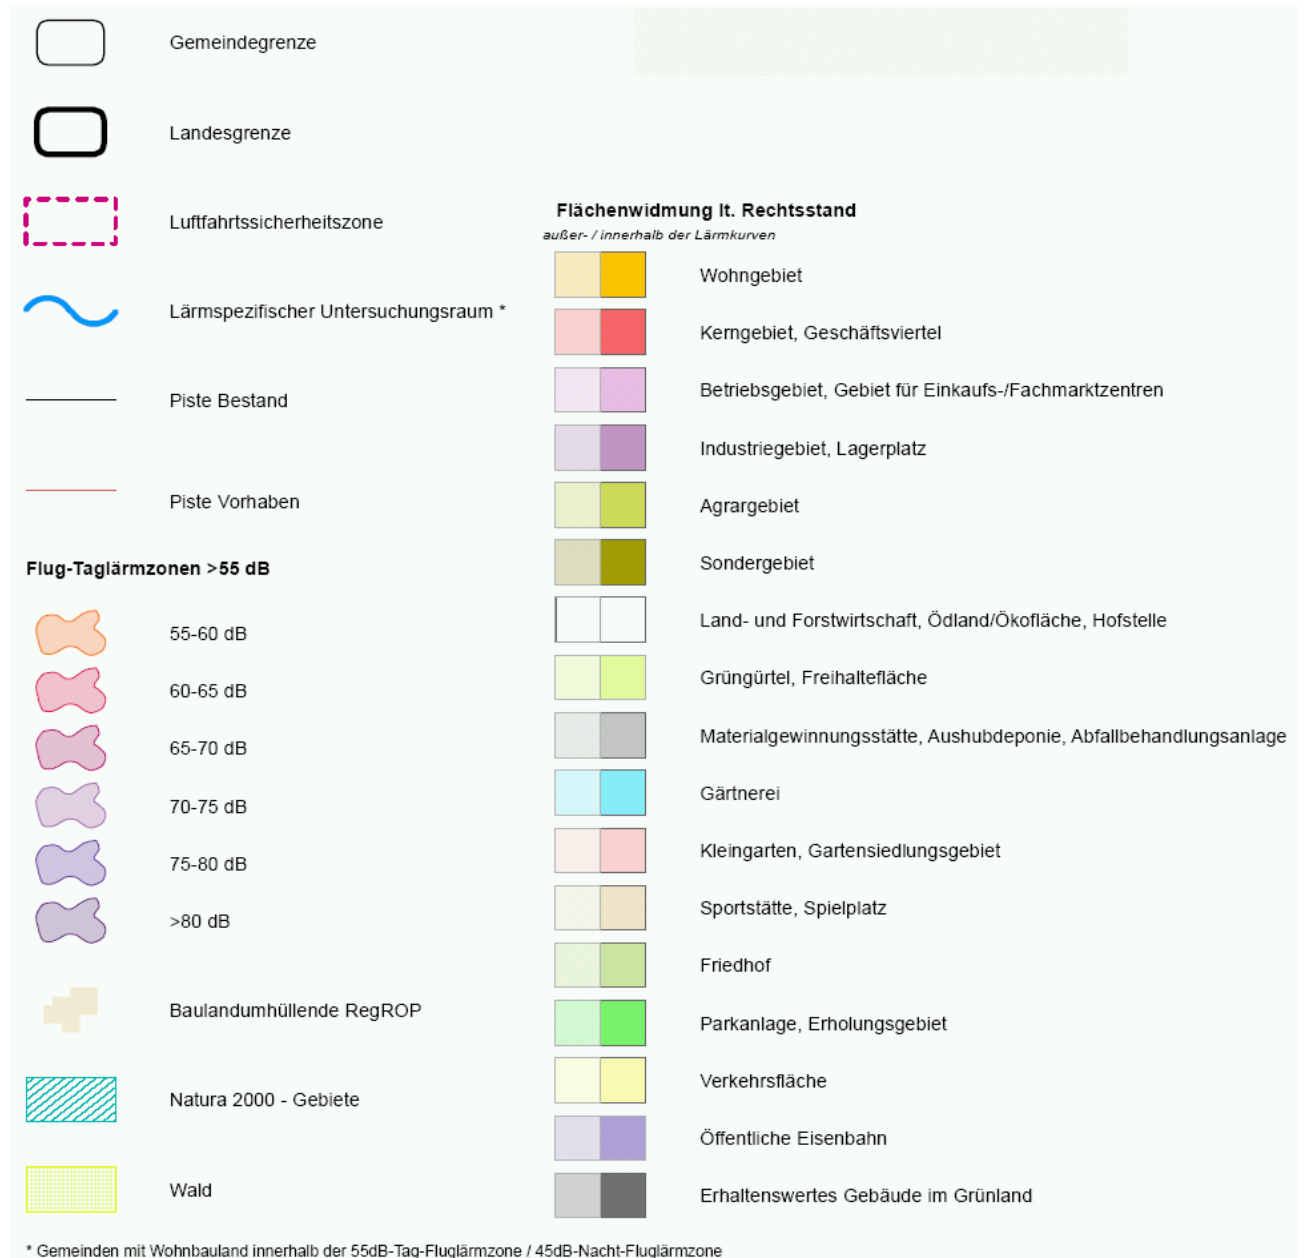 Gemeindegrenze
Landesgrenze
Luftfahrtssicherheitszone
Lärmspezifischer Untersuchungsraum *
Piste Bestand
Piste Vorhaben
Flug-Taglärmzonen >55 dB
55-60 dB
60-65 dB
65-70 dB
70-75 dB
75-80 dB
>80 dB
Baulandumhüllende RegROP
Natura 2000 - Gebiete
Wald
Flächenwidmung lt. Rechtsstand
außer- / innerhalb der Lärmkurven
Wohngebiet
Kerngebiet, Geschäftsviertel
Betriebsgebiet, Gebiet für Einkaufs-/Fachmarktzentren
Industriegebiet, Lagerplatz
Agrargebiet
Sondergebiet
Land- und Forstwirtschaft, Ödland/Ökofläche, Hofstelle
Grüngürtel, Freihaltefläche
Materialgewinnungsstätte, Aushubdeponie, Abfallbehandlungsanlage
Gärtnerei
Kleingarten, Gartensiedlungsgebiet
Sportstätte, Spielplatz
Friedhof
Parkanlage, Erholungsgebiet
Verkehrsfläche
Öffentliche Eisenbahn
Erhaltenswertes Gebäude im Grünland
* Gemeinden mit Wohnbauland innerhalb der 55dB-Tag-Fluglärmzone / 45dB-Nacht-Fluglärmzone